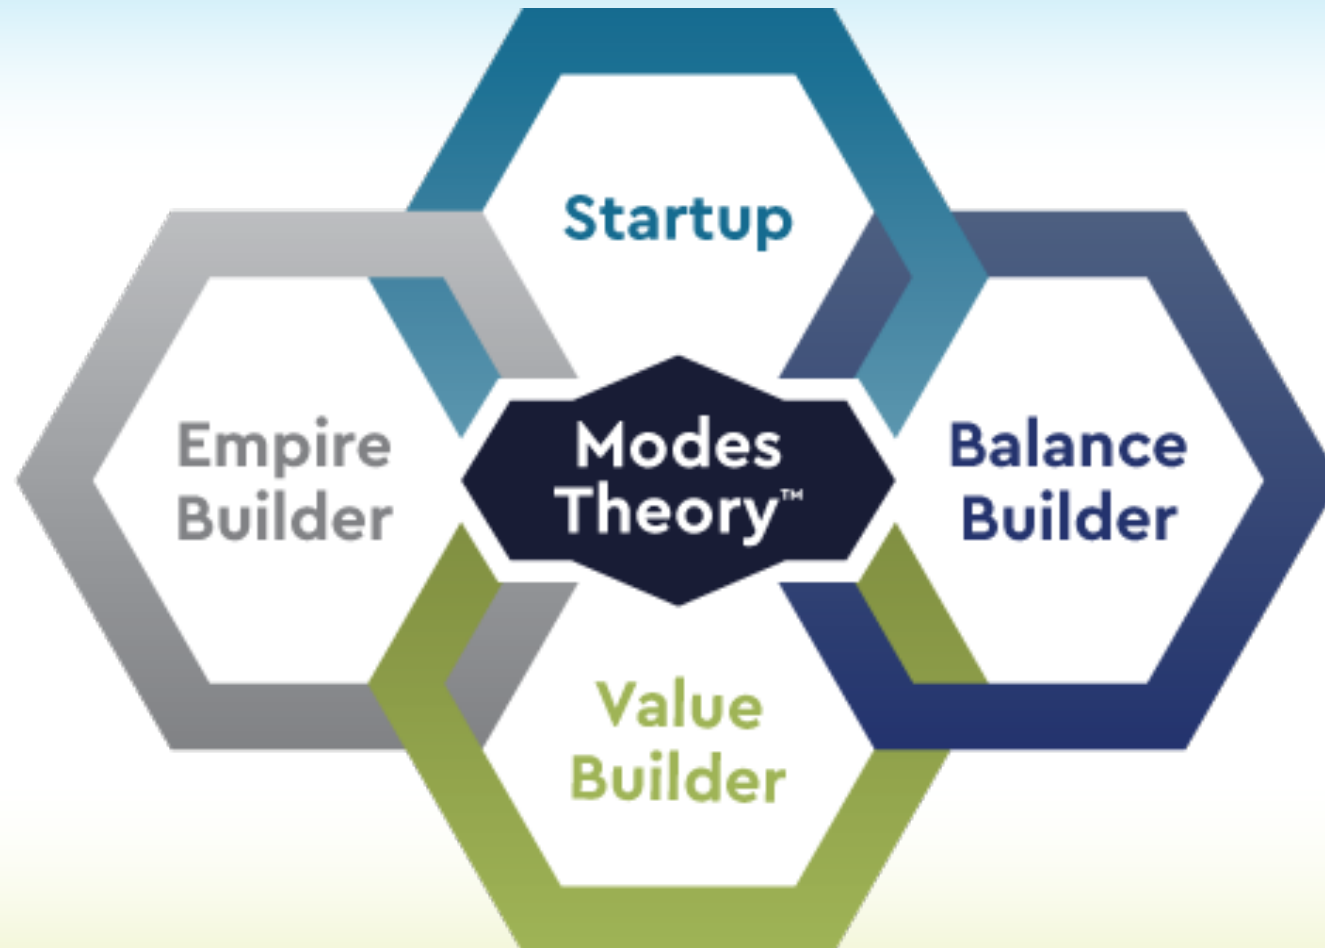 Startup
Empire
Builder
Modes
Theory™
Balance
Builder
Value
Builder